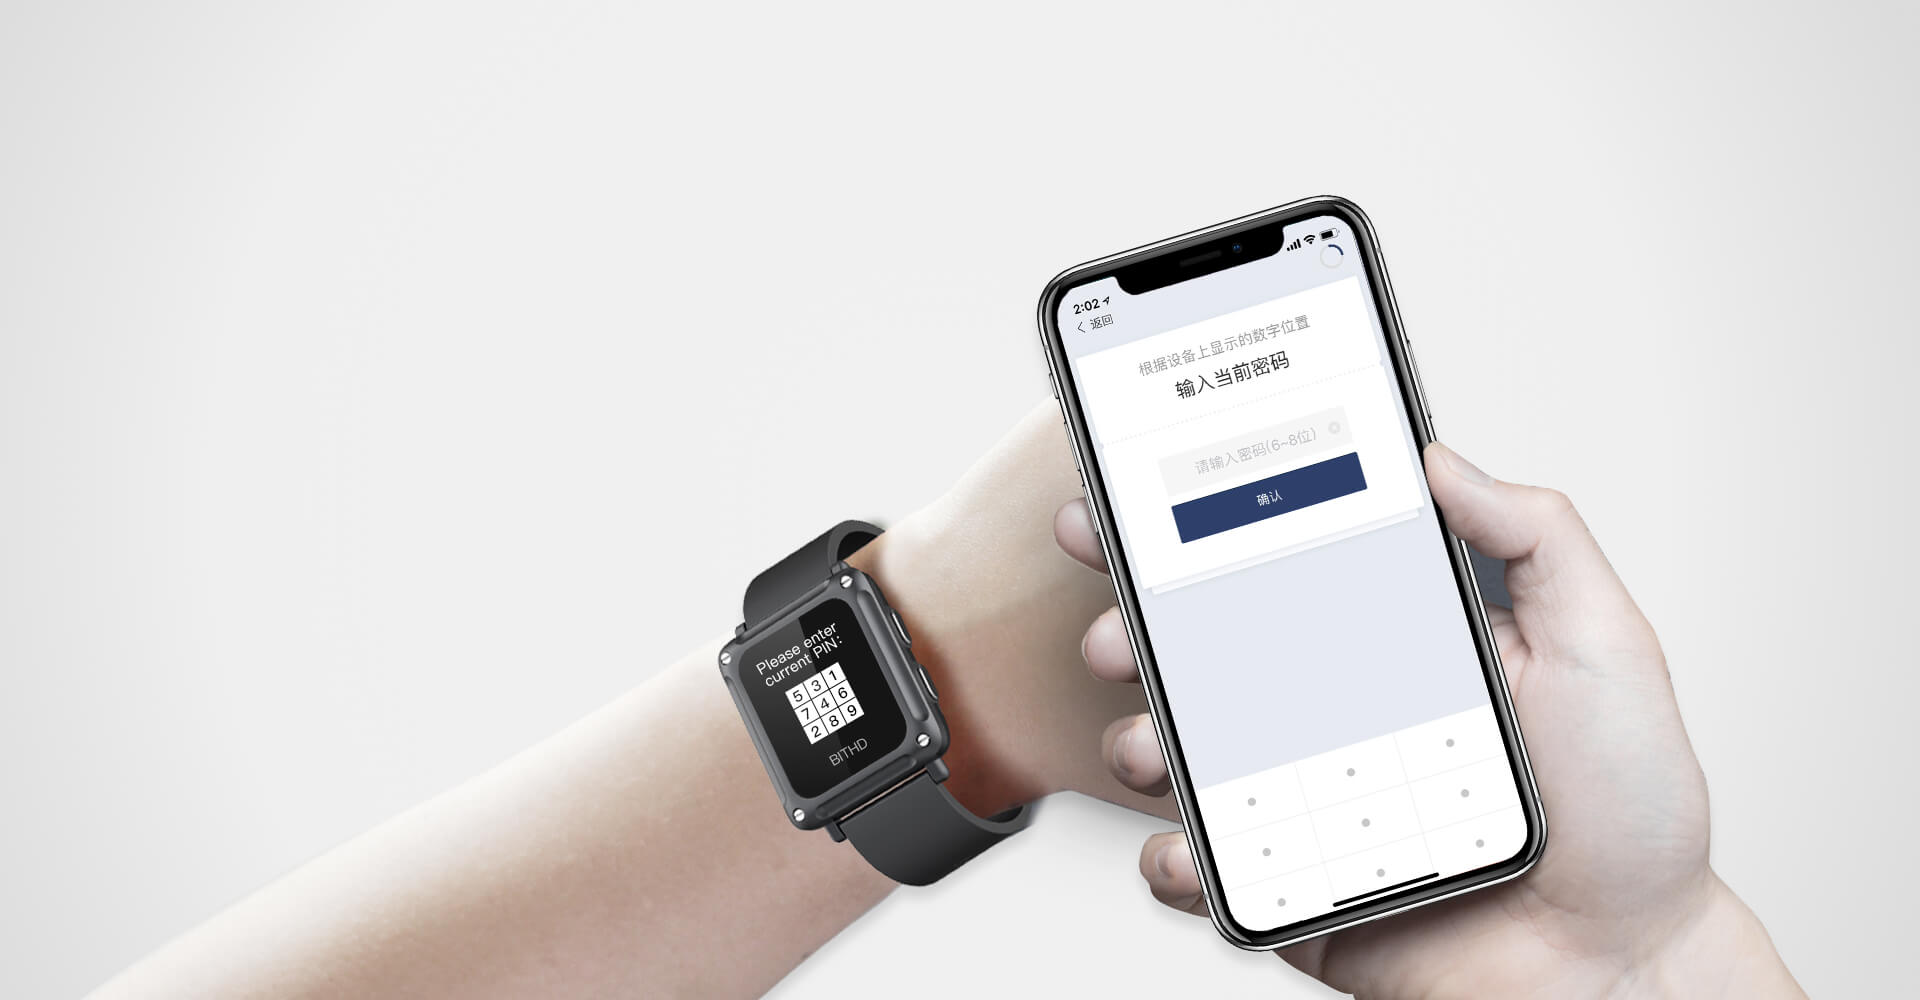 Please enter
current PIN:
5 3 1
7 4 6
2 8 9
BITHD
2:02
返回
根据设备上显示的数字位置
输入当前密码
请输入密码(6~8位)
确认